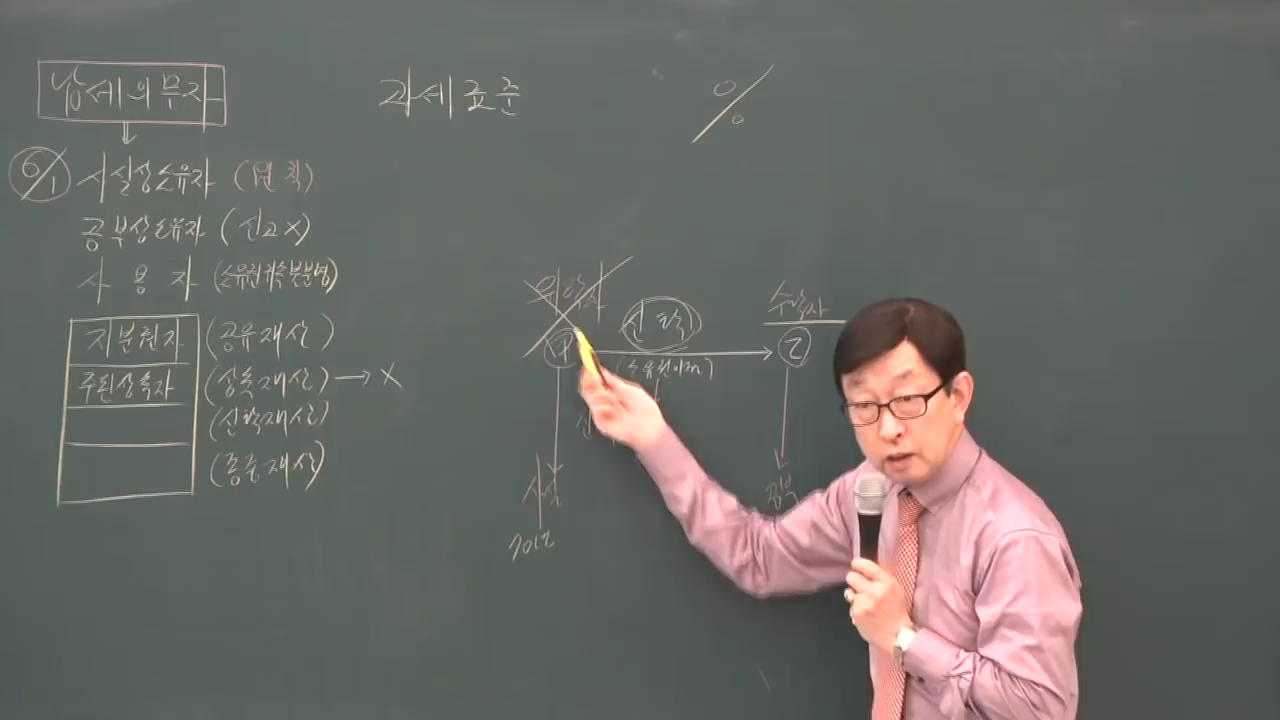 납세의무자
과세표준
%
6/1 사실상소유자 (원칙)
공부상소유자 (신고X)
사용자 (소유권귀속불분명)
지분권자 (공유재산)
주된상속자 (상속재산) → X
(신탁재산)
(종중재산)
위탁자
신탁
수탁자
甲
乙
(소유권이전)
신
사실
공부